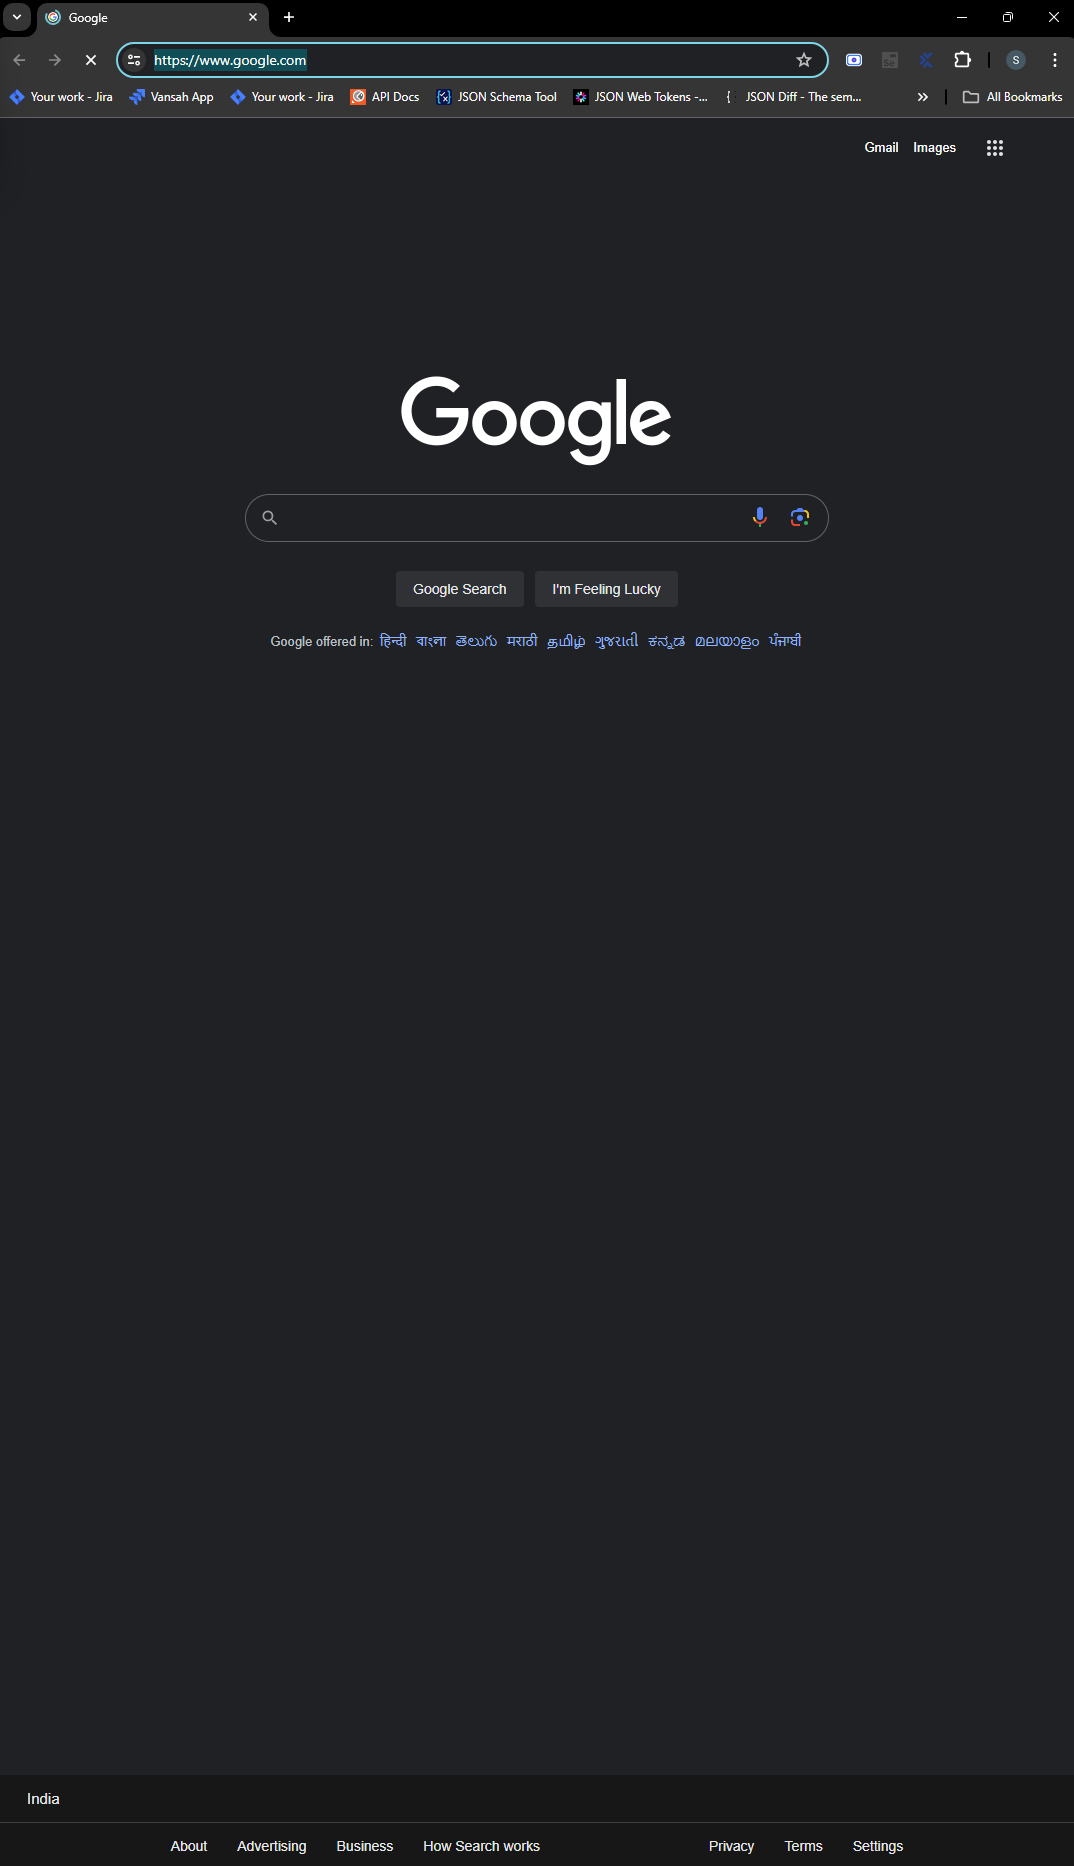 Google
https://www.google.com
S
Your work - Jira Vansah App Your work - Jira API Docs JSON Schema Tool JSON Web Tokens -... JSON Diff - The sem... All Bookmarks
Gmail Images
Google
Google Search I'm Feeling Lucky
Google offered in: हिन्दी বাংলা తెలుగు मराठी தமிழ் ગુજરાતી ಕನ್ನಡ മലയാളം ਪੰਜਾਬੀ
India
About Advertising Business How Search works Privacy Terms Settings